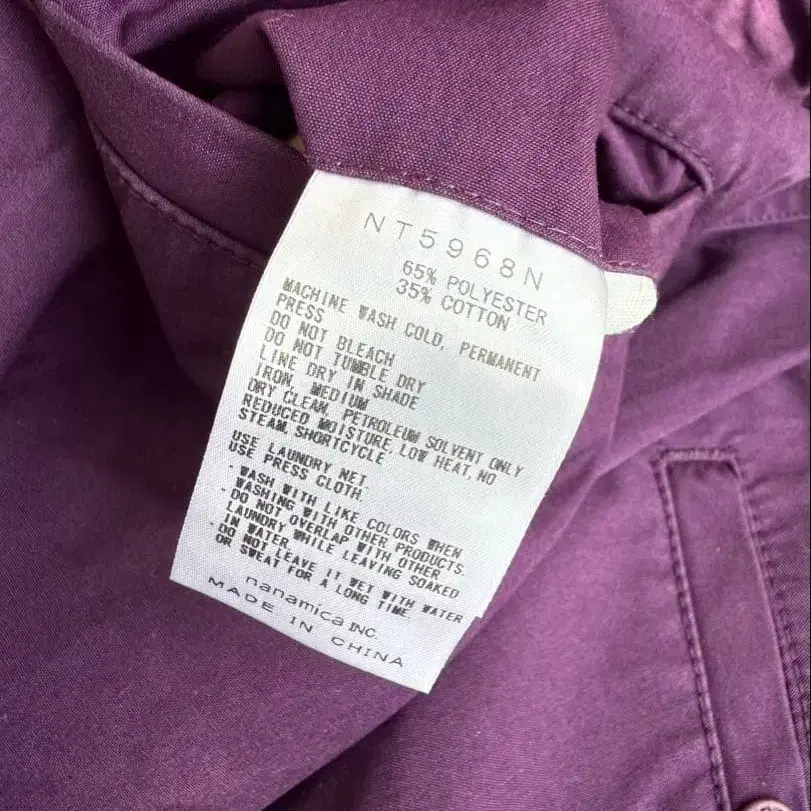 NT5968N
65% POLYESTER
35% COTTON
MACHINE WASH COLD, PERMANENT
PRESS
DO NOT BLEACH
DO NOT TUMBLE DRY
LINE DRY IN SHADE
IRON, MEDIUM
DRY CLEAN, PETROLEUM SOLVENT ONLY
REDUCED MOISTURE, LOW HEAT, NO
STEAM, SHORTCYCLE
USE LAUNDRY NET
USE PRESS CLOTH.
·WASH WITH LIKE COLORS WHEN
WASHING WITH OTHER PRODUCTS.
·DO NOT OVERLAP WITH OTHER
LAUNDRY WHILE LEAVING SOAKED
IN WATER.
·DO NOT LEAVE IT WET WITH WATER
OR SWEAT FOR A LONG TIME.
nanamica INC.
MADE IN CHINA